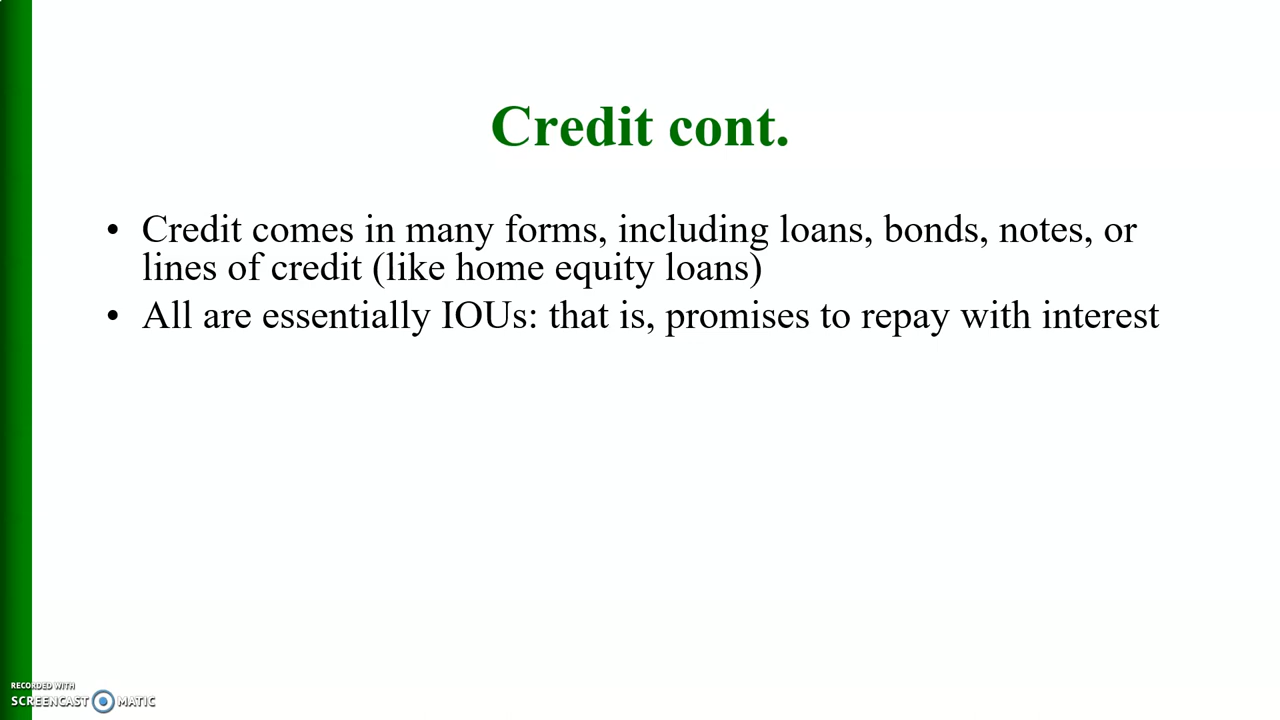 Credit cont.
• Credit comes in many forms, including loans, bonds, notes, or
lines of credit (like home equity loans)
• All are essentially IOUs: that is, promises to repay with interest
RECORDED WITH
SCREENCAST MATIC